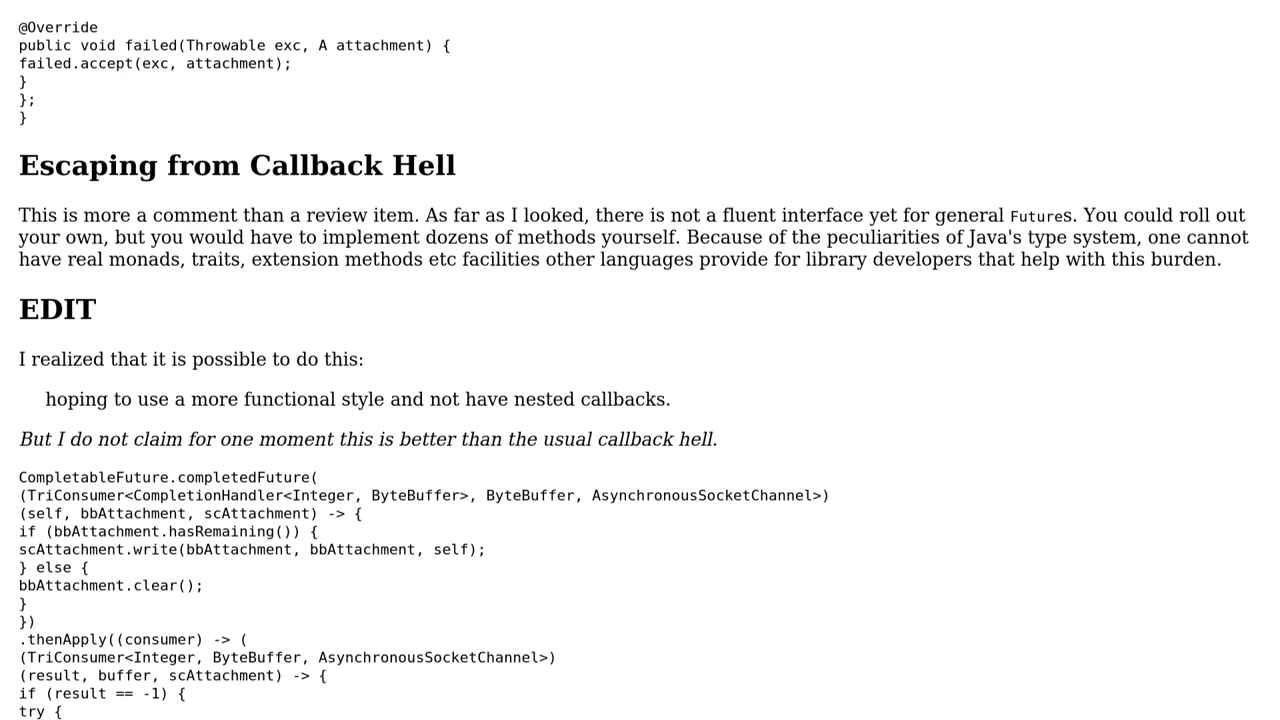 @Override
public void failed(Throwable exc, A attachment) {
failed.accept(exc, attachment);
}
};
}
Escaping from Callback Hell
This is more a comment than a review item. As far as I looked, there is not a fluent interface yet for general Futures. You could roll out
your own, but you would have to implement dozens of methods yourself. Because of the peculiarities of Java's type system, one cannot
have real monads, traits, extension methods etc facilities other languages provide for library developers that help with this burden.
EDIT
I realized that it is possible to do this:
hoping to use a more functional style and not have nested callbacks.
But I do not claim for one moment this is better than the usual callback hell.
CompletableFuture.completedFuture(
(TriConsumer<CompletionHandler<Integer, ByteBuffer>, ByteBuffer, AsynchronousSocketChannel>)
(self, bbAttachment, scAttachment) -> {
if (bbAttachment.hasRemaining()) {
scAttachment.write(bbAttachment, bbAttachment, self);
} else {
bbAttachment.clear();
}
})
.thenApply((consumer) -> (
(TriConsumer<Integer, ByteBuffer, AsynchronousSocketChannel>)
(result, buffer, scAttachment) -> {
if (result == -1) {
try {